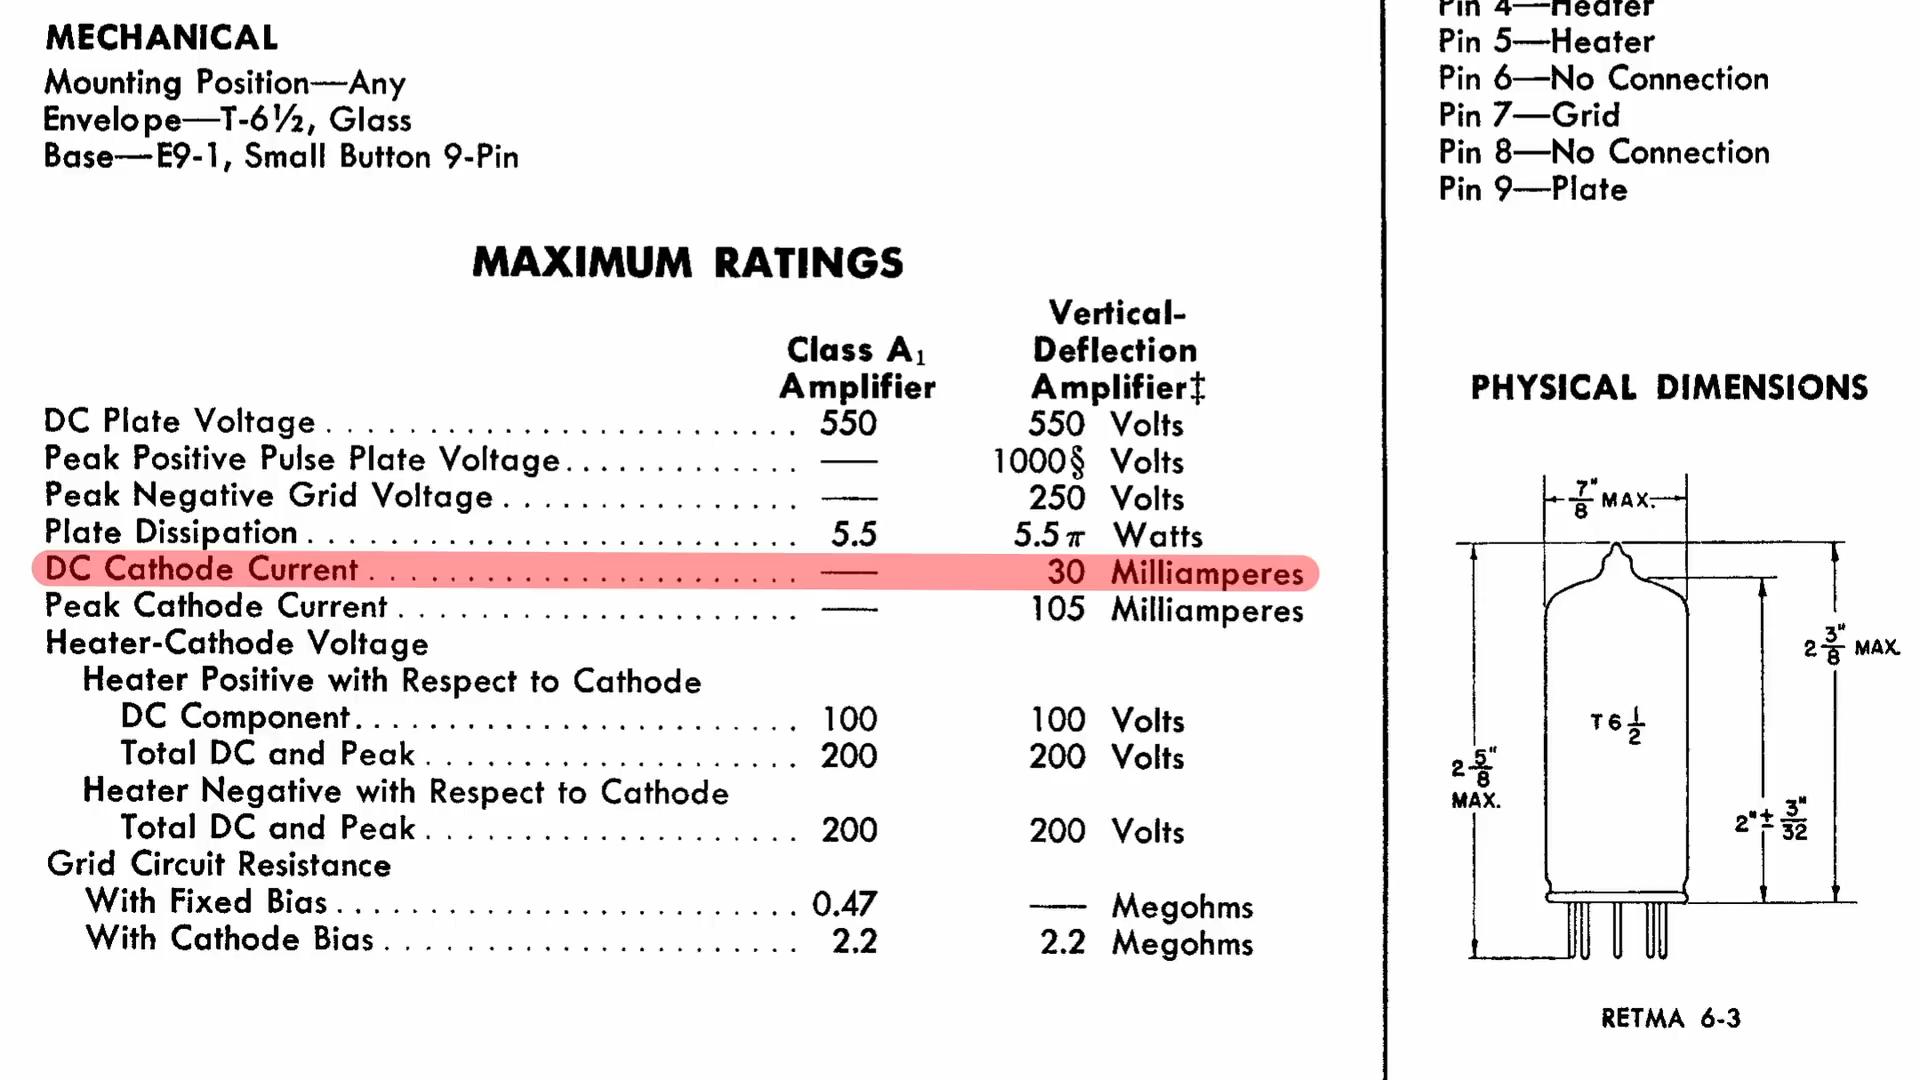 MECHANICAL
Mounting Position—Any
Envelope—T-6½, Glass
Base—E9-1, Small Button 9-Pin
MAXIMUM RATINGS
Vertical-
Class A₁ Deflection
Amplifier Amplifier‡
DC Plate Voltage . . . . . . . . . . . . . . . . . . . . . . . 550 550 Volts
Peak Positive Pulse Plate Voltage . . . . . . . . . . . — 1000§ Volts
Peak Negative Grid Voltage . . . . . . . . . . . . . . — 250 Volts
Plate Dissipation . . . . . . . . . . . . . . . . . . . . . . . . 5.5 5.5π Watts
DC Cathode Current . . . . . . . . . . . . . . . . . . . . . — 30 Milliamperes
Peak Cathode Current . . . . . . . . . . . . . . . . . . . . — 105 Milliamperes
Heater-Cathode Voltage
Heater Positive with Respect to Cathode
DC Component . . . . . . . . . . . . . . . . . . . . . . 100 100 Volts
Total DC and Peak . . . . . . . . . . . . . . . . . . 200 200 Volts
Heater Negative with Respect to Cathode
Total DC and Peak . . . . . . . . . . . . . . . . . . 200 200 Volts
Grid Circuit Resistance
With Fixed Bias . . . . . . . . . . . . . . . . . . . . . . . 0.47 — Megohms
With Cathode Bias . . . . . . . . . . . . . . . . . . . . 2.2 2.2 Megohms
Pin 4—Heater
Pin 5—Heater
Pin 6—No Connection
Pin 7—Grid
Pin 8—No Connection
Pin 9—Plate
PHYSICAL DIMENSIONS
7/8" MAX.
2 3/8" MAX.
T 6 1/2
2 5/8"
MAX.
2" ± 3/32"
RETMA 6-3